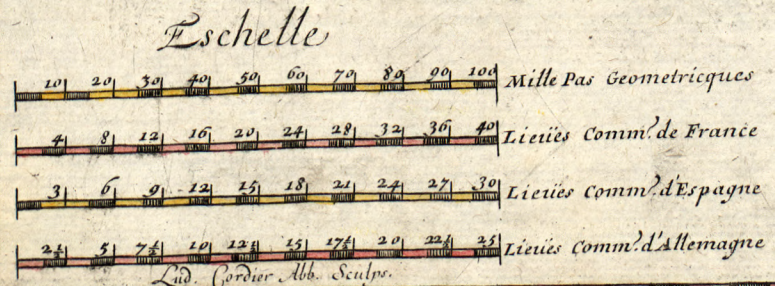 Eschelle
10 20 30 40 50 60 70 80 90 100 Mille Pas Geometricques
4 8 12 16 20 24 28 32 36 40 Lieües Comm.ᵉ de France
3 6 9 12 15 18 21 24 27 30 Lieües Comm.ᵉ d'Espagne
2½ 5 7½ 10 12½ 15 17½ 20 22½ 25 Lieües Comm.ᵉ d'Allemagne
Lud. Cordier Abb. Sculps.